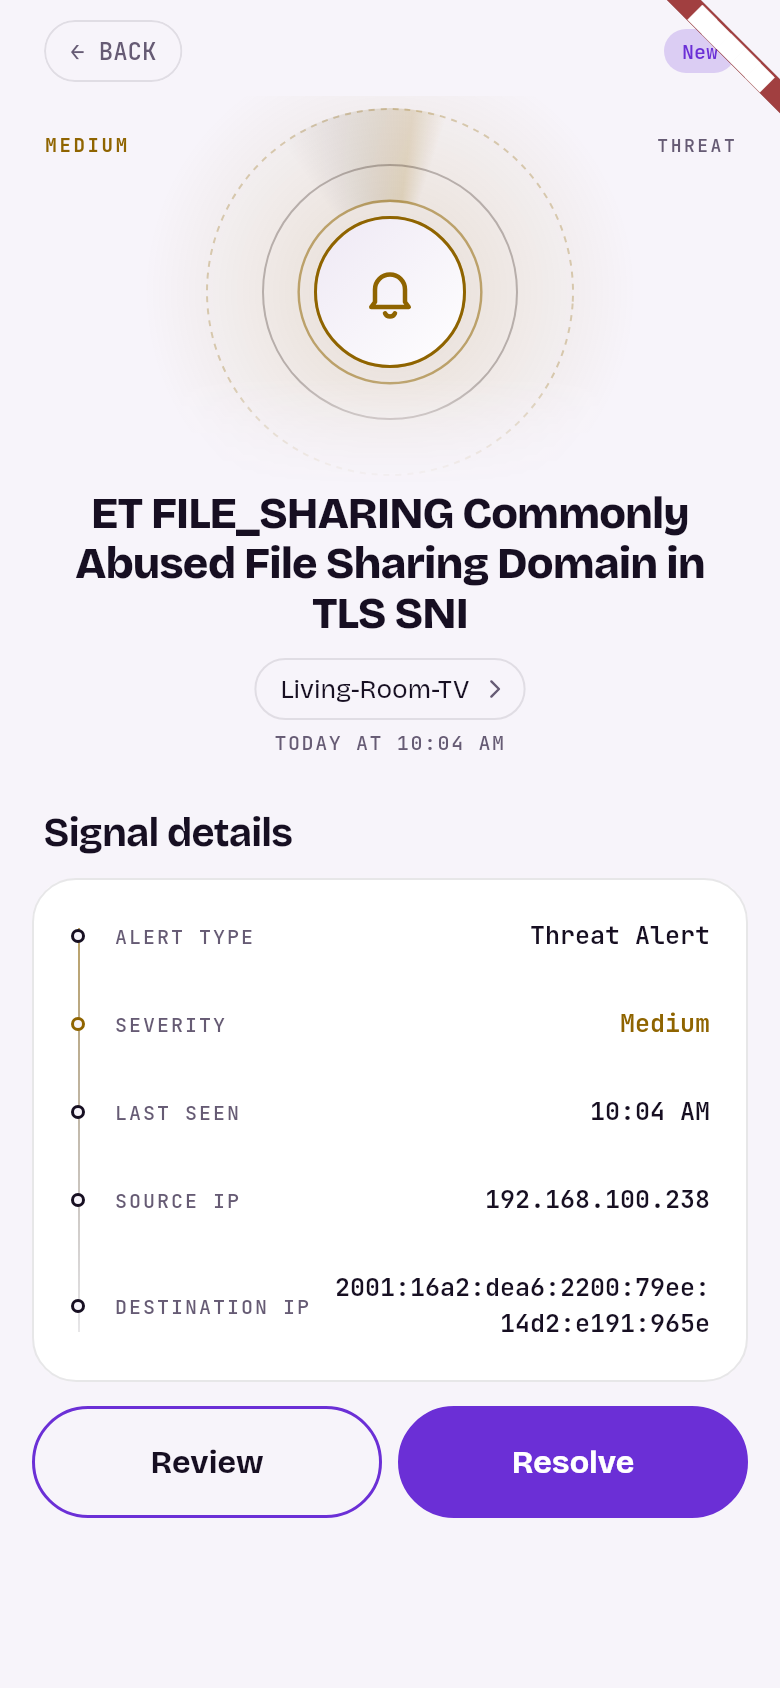 ← BACK
New
MEDIUM
THREAT
ET FILE_SHARING Commonly
Abused File Sharing Domain in
TLS SNI
Living-Room-TV
TODAY AT 10:04 AM
Signal details
ALERT TYPE
Threat Alert
SEVERITY
Medium
LAST SEEN
10:04 AM
SOURCE IP
192.168.100.238
DESTINATION IP
2001:16a2:dea6:2200:79ee:
14d2:e191:965e
Review
Resolve